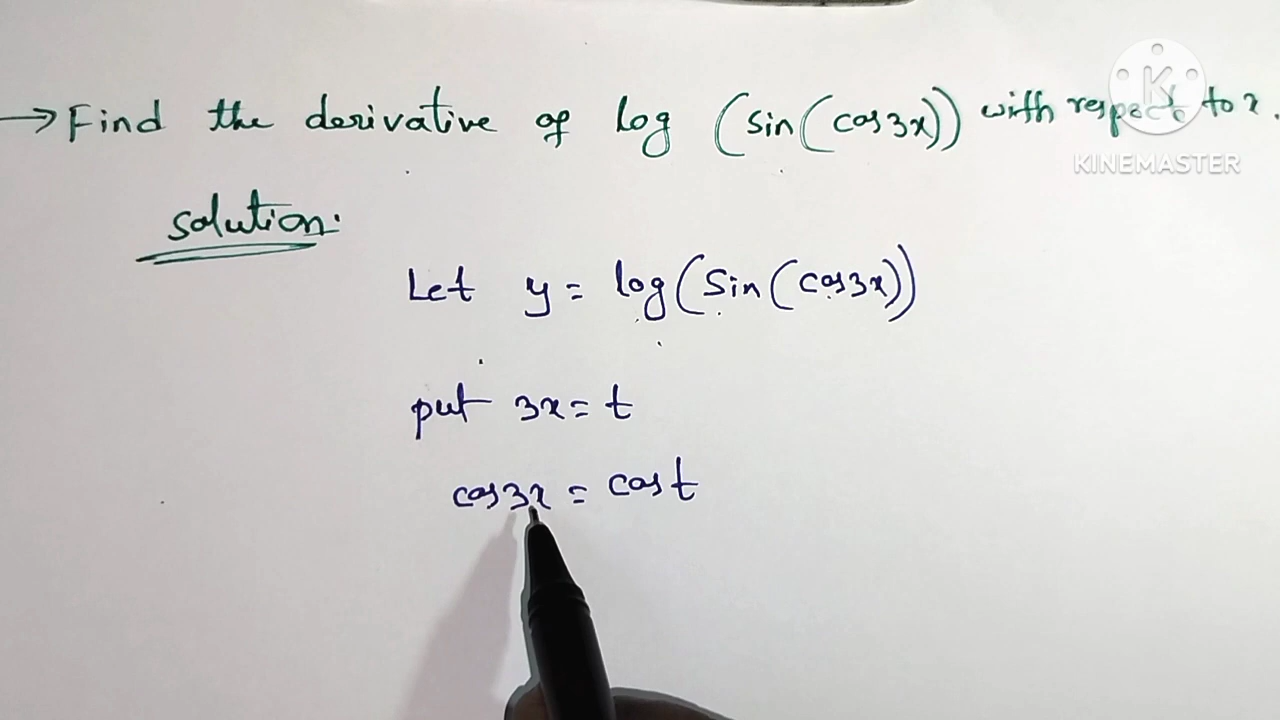 → Find the derivative of log (sin(cos3x)) with respect to x.
K
KINEMASTER
Solution:
Let y = log(Sin(cos3x))
put 3x = t
cos3x = cost